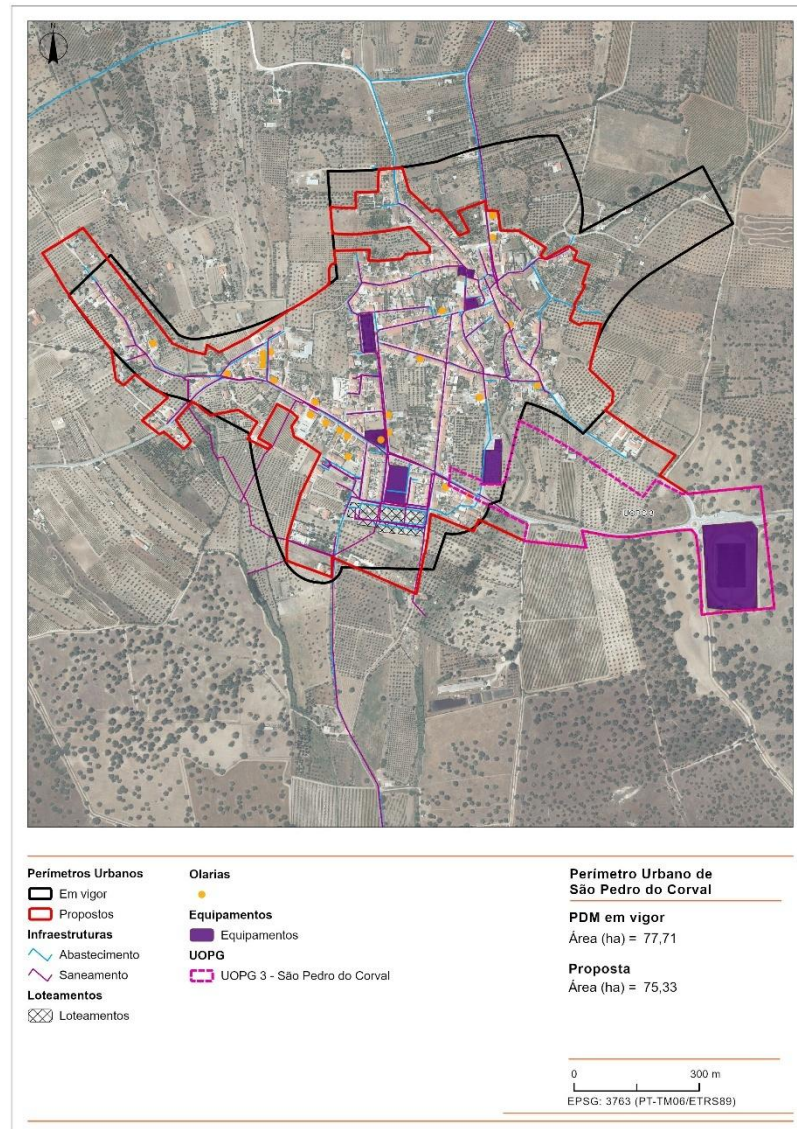 Perímetros Urbanos
Em vigor
Propostos
Infraestruturas
Abastecimento
Saneamento
Loteamentos
Loteamentos
Olarias
Equipamentos
Equipamentos
UOPG
UOPG 3 - São Pedro do Corval
Perímetro Urbano de
São Pedro do Corval
PDM em vigor
Área (ha) = 77,71
Proposta
Área (ha) = 75,33
0 300 m
EPSG: 3763 (PT-TM06/ETRS89)